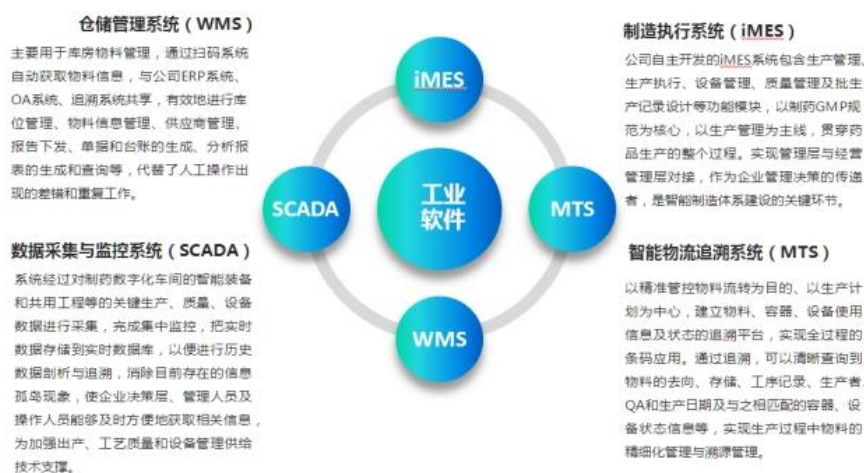 仓储管理系统（WMS）
主要用于库房物料管理，通过扫码系统
自动获取物料信息，与公司ERP系统、
OA系统、追溯系统共享，有效地进行库
位管理、物料信息管理、供应商管理、
报告下发、单据和台账的生成、分析报
表的生成和查询等，代替了人工操作出
现的差错和重复工作。
数据采集与监控系统（SCADA）
系统经过对制药数字化车间的智能装备
和共用工程等的关键生产、质量、设备
数据进行采集，完成集中监控，把实时
数据存储到实时数据库，以便进行历史
数据剖析与追溯，消除目前存在的信息
孤岛现象，使企业决策层、管理人员及
操作人员能够及时方便地获取相关信息，
为加强出产、工艺质量和设备管理供给
技术支撑。
iMES
SCADA
工业
软件
MTS
WMS
制造执行系统（iMES）
公司自主开发的iMES系统包含生产管理、
生产执行、设备管理、质量管理及批生
产记录设计等功能模块，以制药GMP规
范为核心，以生产管理为主线，贯穿药
品生产的整个过程。实现管理层与经营
管理层对接，作为企业管理决策的传递
者，是智能制造体系建设的关键环节。
智能物流追溯系统（MTS）
以精准管控物料流转为目的、以生产计
划为中心，建立物料、容器、设备使用
信息及状态的追溯平台，实现全过程的
条码应用。通过追溯，可以清晰查询到
物料的去向、存储、工序记录、生产者、
QA和生产日期及与之相匹配的容器、设
备状态信息等，实现生产过程中物料的
精细化管理与溯源管理。